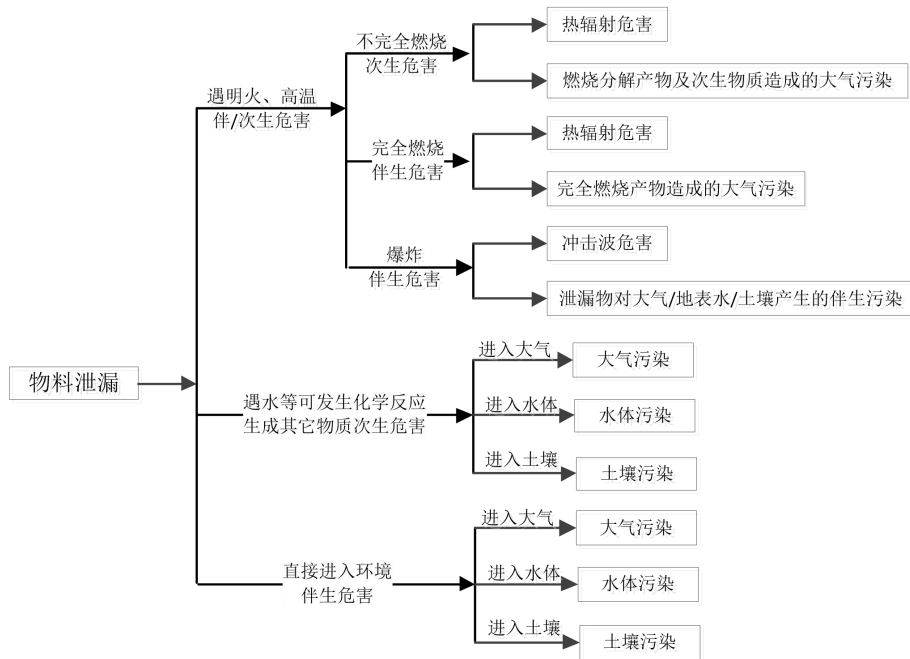 不完全燃烧
次生危害
热辐射危害
燃烧分解产物及次生物质造成的大气污染
遇明火、高温
伴/次生危害
完全燃烧
伴生危害
热辐射危害
完全燃烧产物造成的大气污染
爆炸
伴生危害
冲击波危害
泄漏物对大气/地表水/土壤产生的伴生污染
物料泄漏
遇水等可发生化学反应
生成其它物质次生危害
进入大气
大气污染
进入水体
水体污染
进入土壤
土壤污染
直接进入环境
伴生危害
进入大气
大气污染
进入水体
水体污染
进入土壤
土壤污染